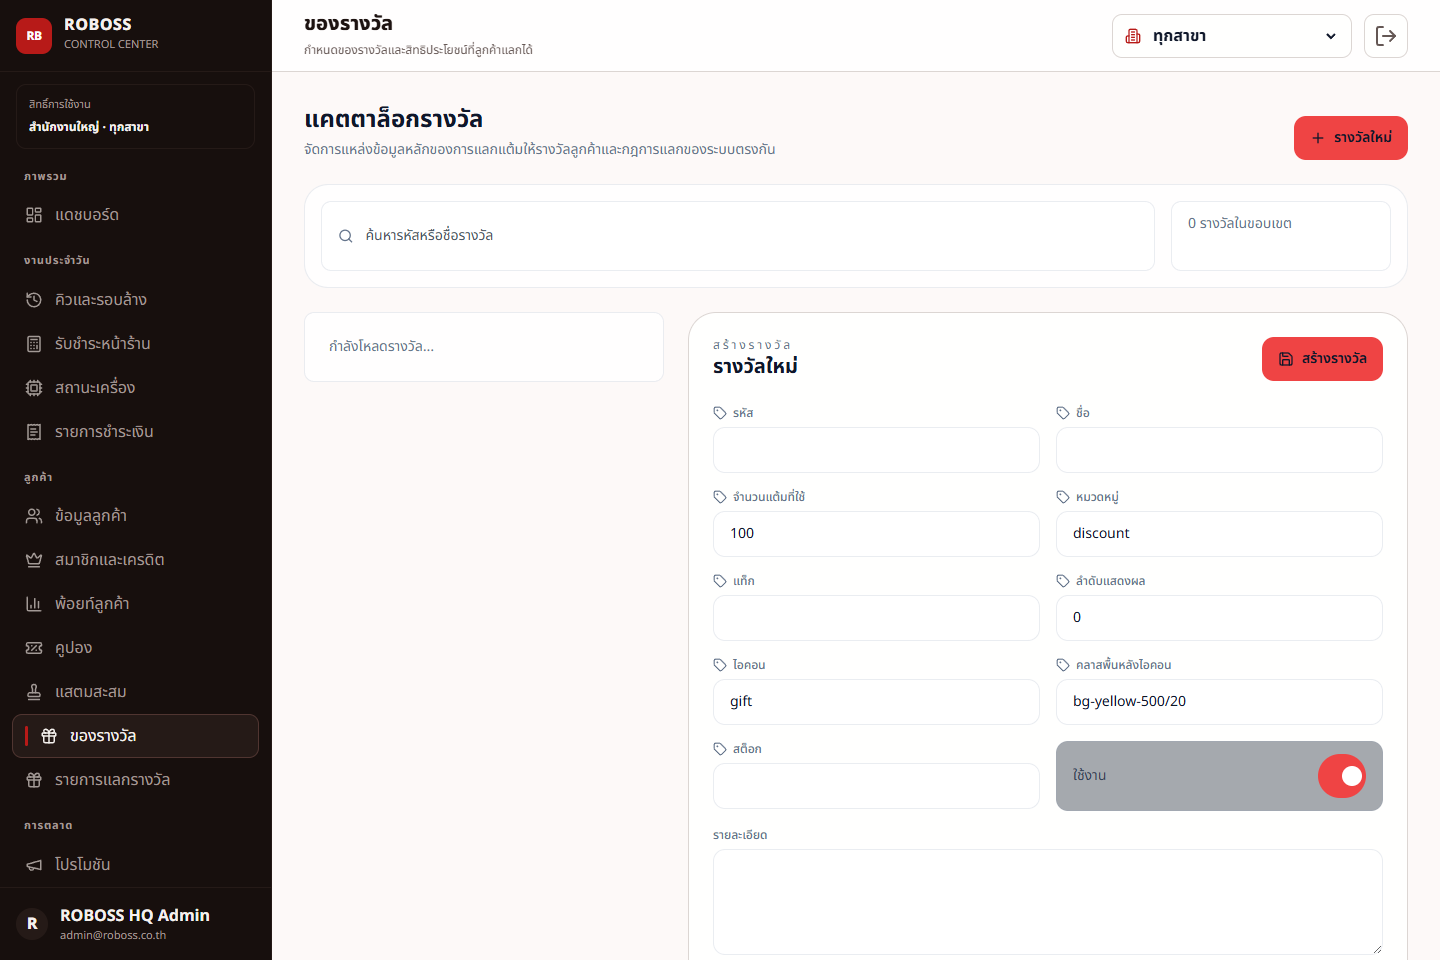 RB
ROBOSS
CONTROL CENTER
สิทธิ์การใช้งาน
สำนักงานใหญ่ · ทุกสาขา
ภาพรวม
แดชบอร์ด
งานประจำวัน
คิวและรอบล้าง
รับชำระหน้าร้าน
สถานะเครื่อง
รายการชำระเงิน
ลูกค้า
ข้อมูลลูกค้า
สมาชิกและเครดิต
พ้อยท์ลูกค้า
คูปอง
แสตมสะสม
ของรางวัล
รายการแลกรางวัล
การตลาด
โปรโมชัน
R
ROBOSS HQ Admin
admin@roboss.co.th
ของรางวัล
กำหนดของรางวัลและสิทธิประโยชน์ที่ลูกค้าแลกได้
ทุกสาขา
แคตตาล็อกรางวัล
จัดการแหล่งข้อมูลหลักของการแลกแต้มให้รางวัลลูกค้าและกฎการแลกของระบบตรงกัน
รางวัลใหม่
ค้นหารหัสหรือชื่อรางวัล
0 รางวัลในขอบเขต
กำลังโหลดรางวัล...
สร้างรางวัล
รางวัลใหม่
สร้างรางวัล
รหัส
ชื่อ
จำนวนแต้มที่ใช้
หมวดหมู่
100
discount
แท็ก
ลำดับแสดงผล
0
ไอคอน
คลาสพื้นหลังไอคอน
gift
bg-yellow-500/20
สต็อก
ใช้งาน
รายละเอียด